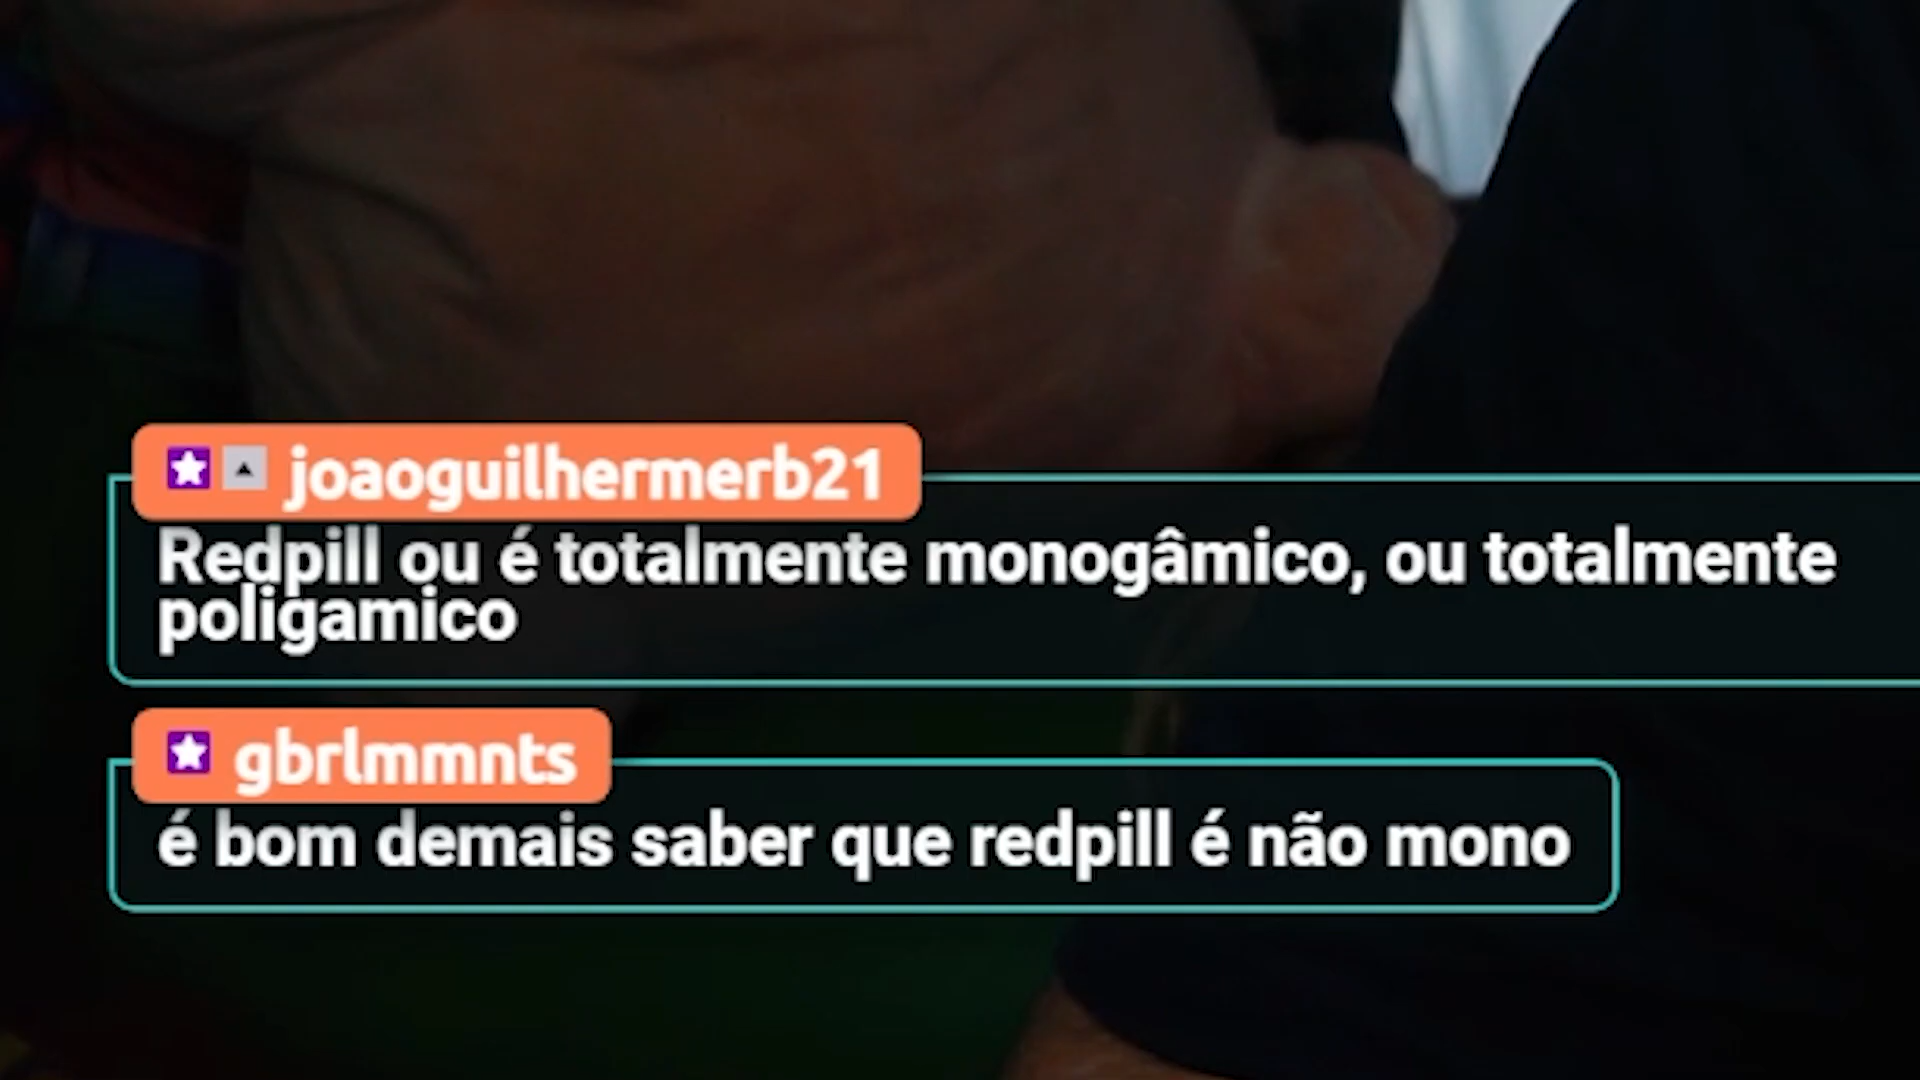 joaoguilhermerb21
Redpill ou é totalmente monogâmico, ou totalmente
poligamico
gbrlmmnts
é bom demais saber que redpill é não mono